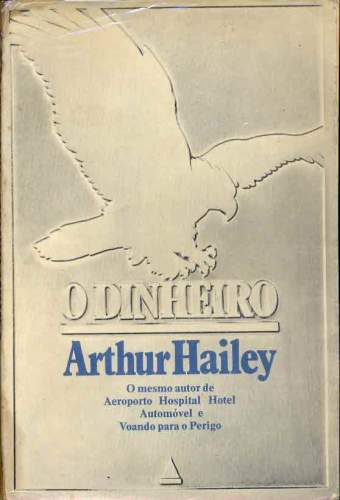 O DINHEIRO
Arthur Hailey
O mesmo autor de
Aeroporto Hospital Hotel
Automóvel e
Voando para o Perigo